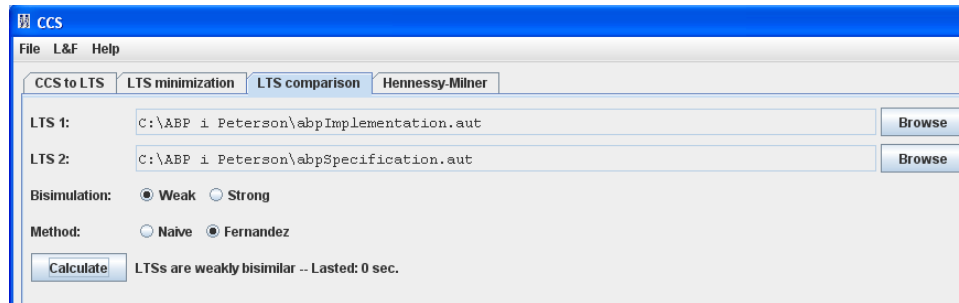 CCS
File L&F Help
CCS to LTS LTS minimization LTS comparison Hennessy-Milner
LTS 1: C:\ABP i Peterson\abpImplementation.aut Browse
LTS 2: C:\ABP i Peterson\abpSpecification.aut Browse
Bisimulation: Weak Strong
Method: Naive Fernandez
Calculate LTSs are weakly bisimilar -- Lasted: 0 sec.